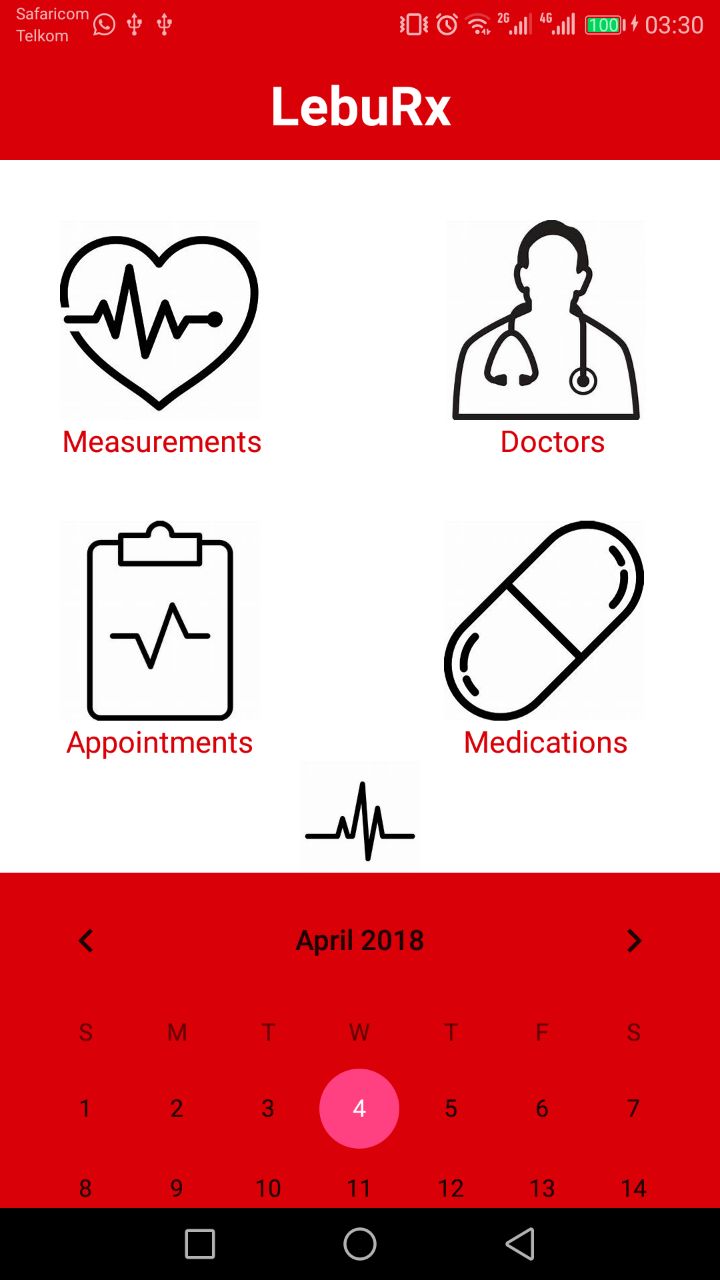 Safaricom
Telkom
2G 4G 100 03:30
LebuRx
Measurements Doctors
Appointments Medications
April 2018
S M T W T F S
1 2 3 4 5 6 7
8 9 10 11 12 13 14